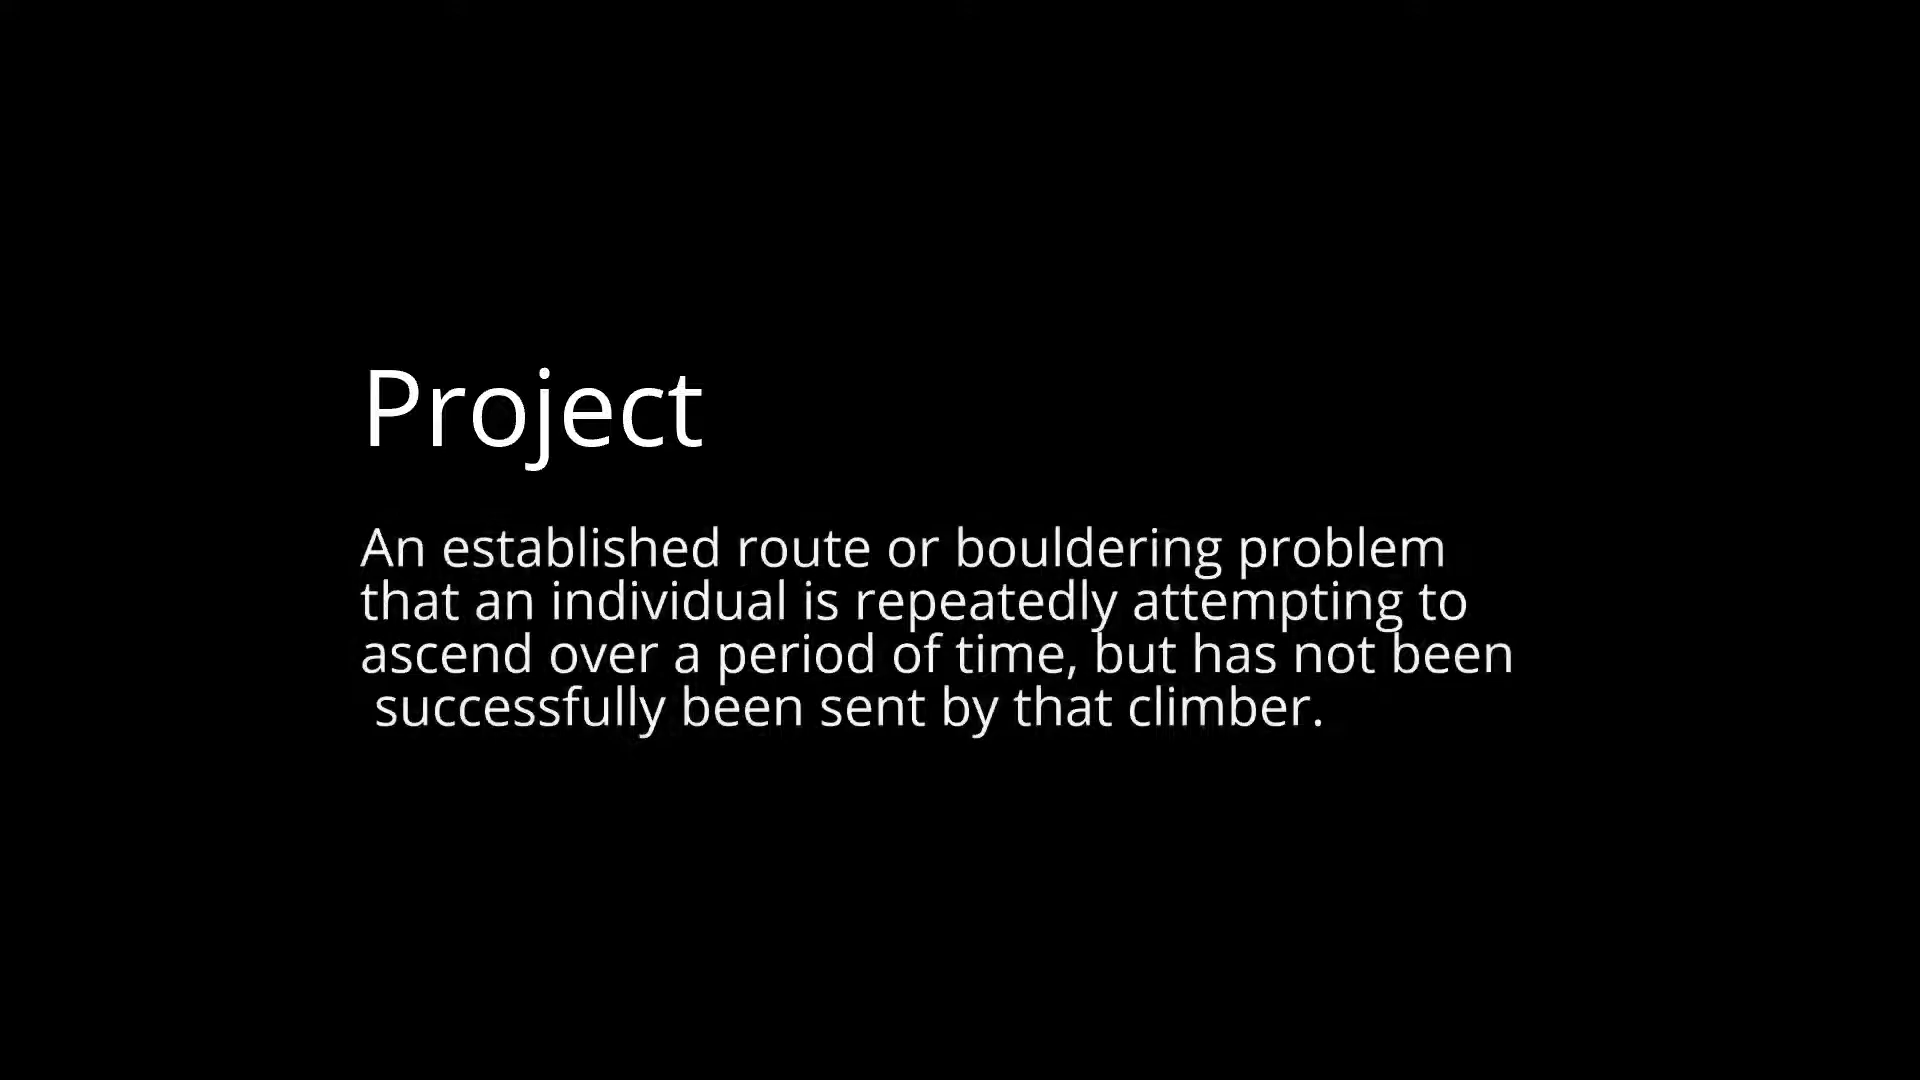 Project
An established route or bouldering problem
that an individual is repeatedly attempting to
ascend over a period of time, but has not been
successfully been sent by that climber.